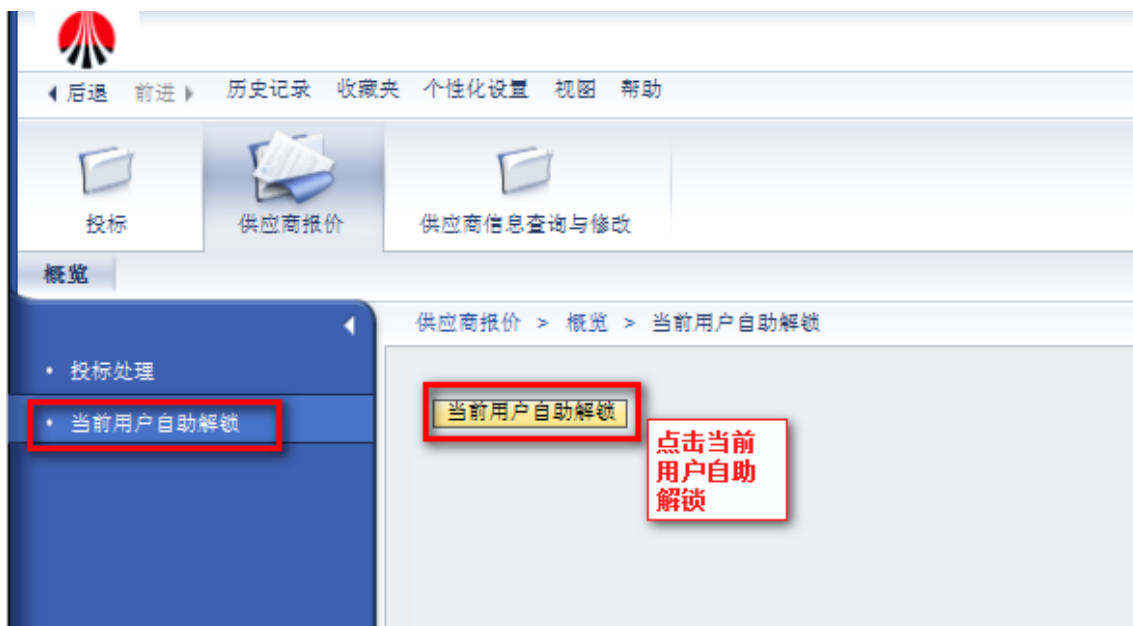 后退 前进 历史记录 收藏夹 个性化设置 视图 帮助
投标 供应商报价 供应商信息查询与修改
概览
供应商报价 > 概览 > 当前用户自助解锁
• 投标处理
• 当前用户自助解锁
当前用户自助解锁
点击当前
用户自助
解锁